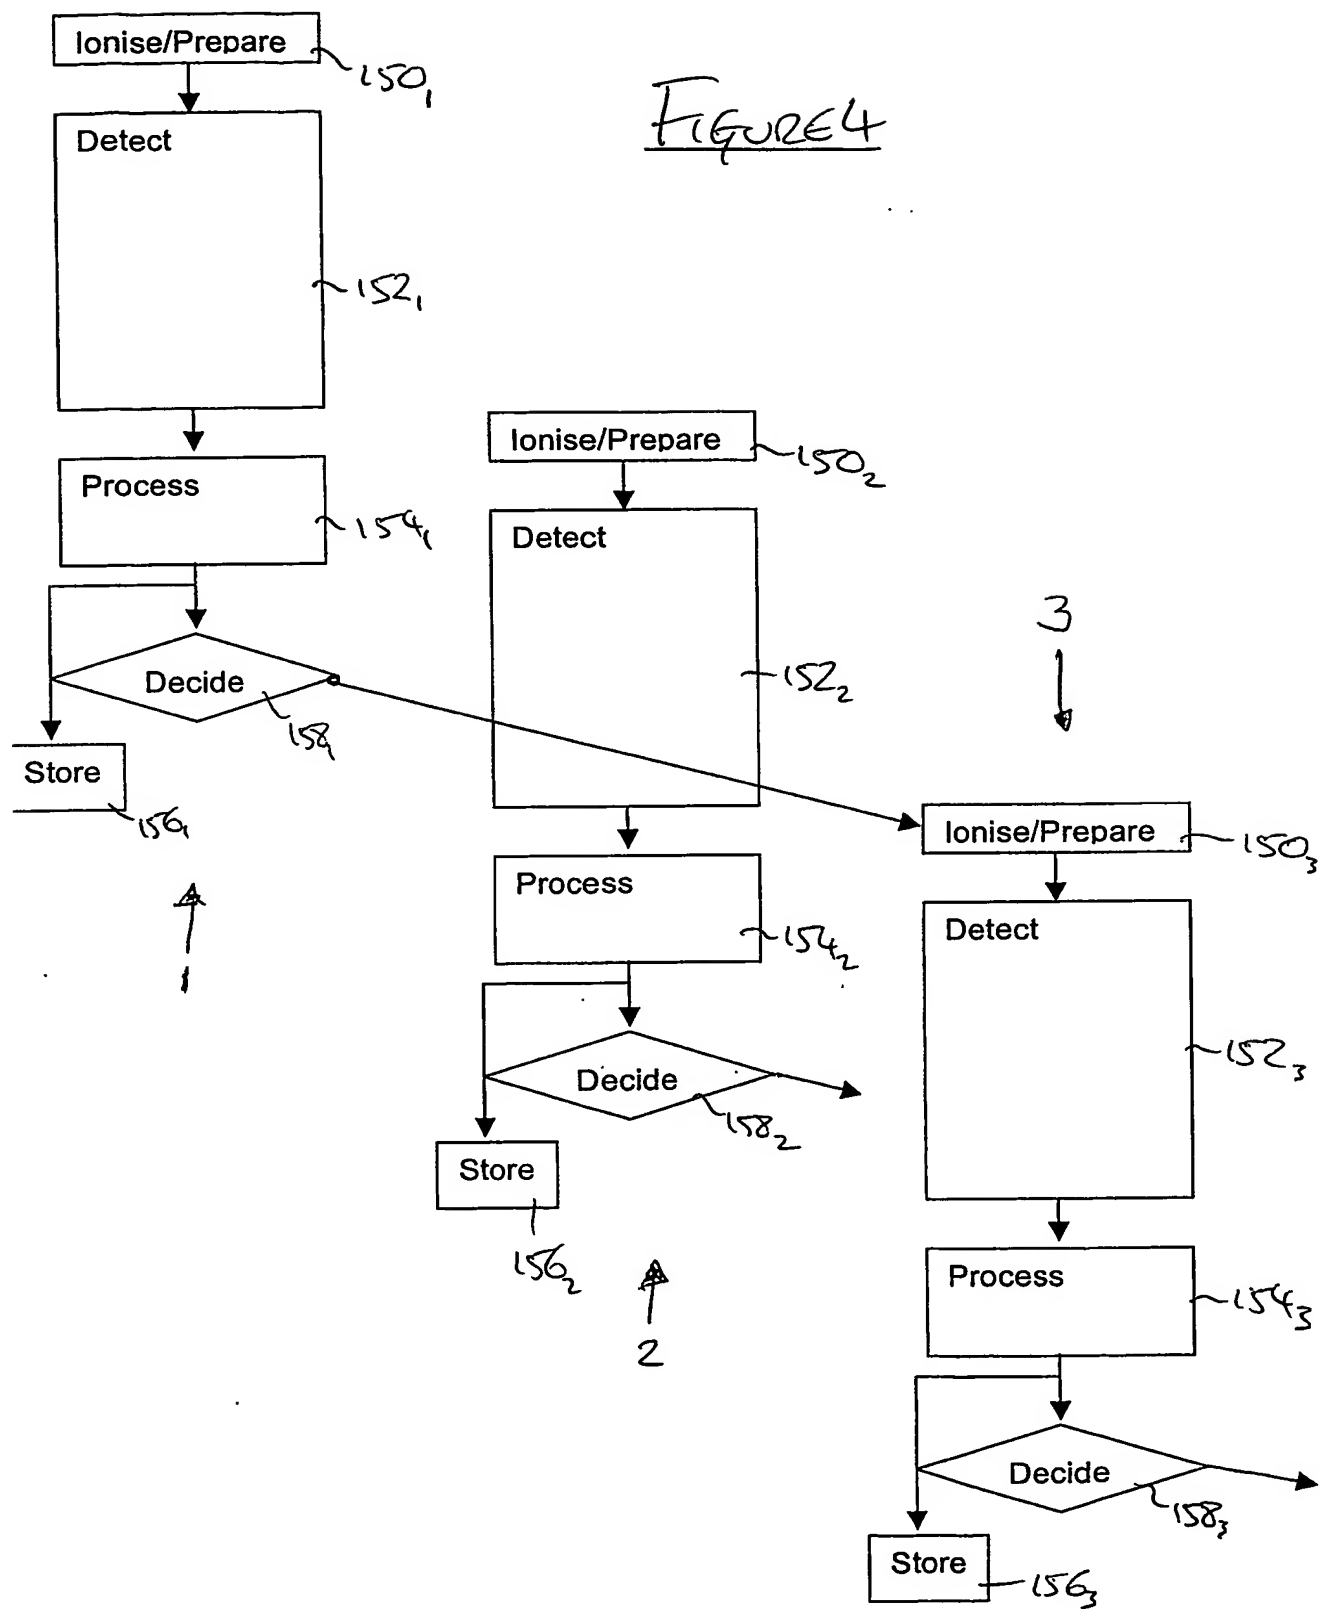 Ionise/Prepare
150₁
FIGURE 4
Detect
152₁
Ionise/Prepare
150₂
Process
154₁
Detect
3
Decide
152₂
158₁
Store
156₁
Ionise/Prepare
150₃
Process
154₂
Detect
1
152₃
Decide
158₂
Store
156₂
Process
154₃
2
Decide
158₃
Store
156₃